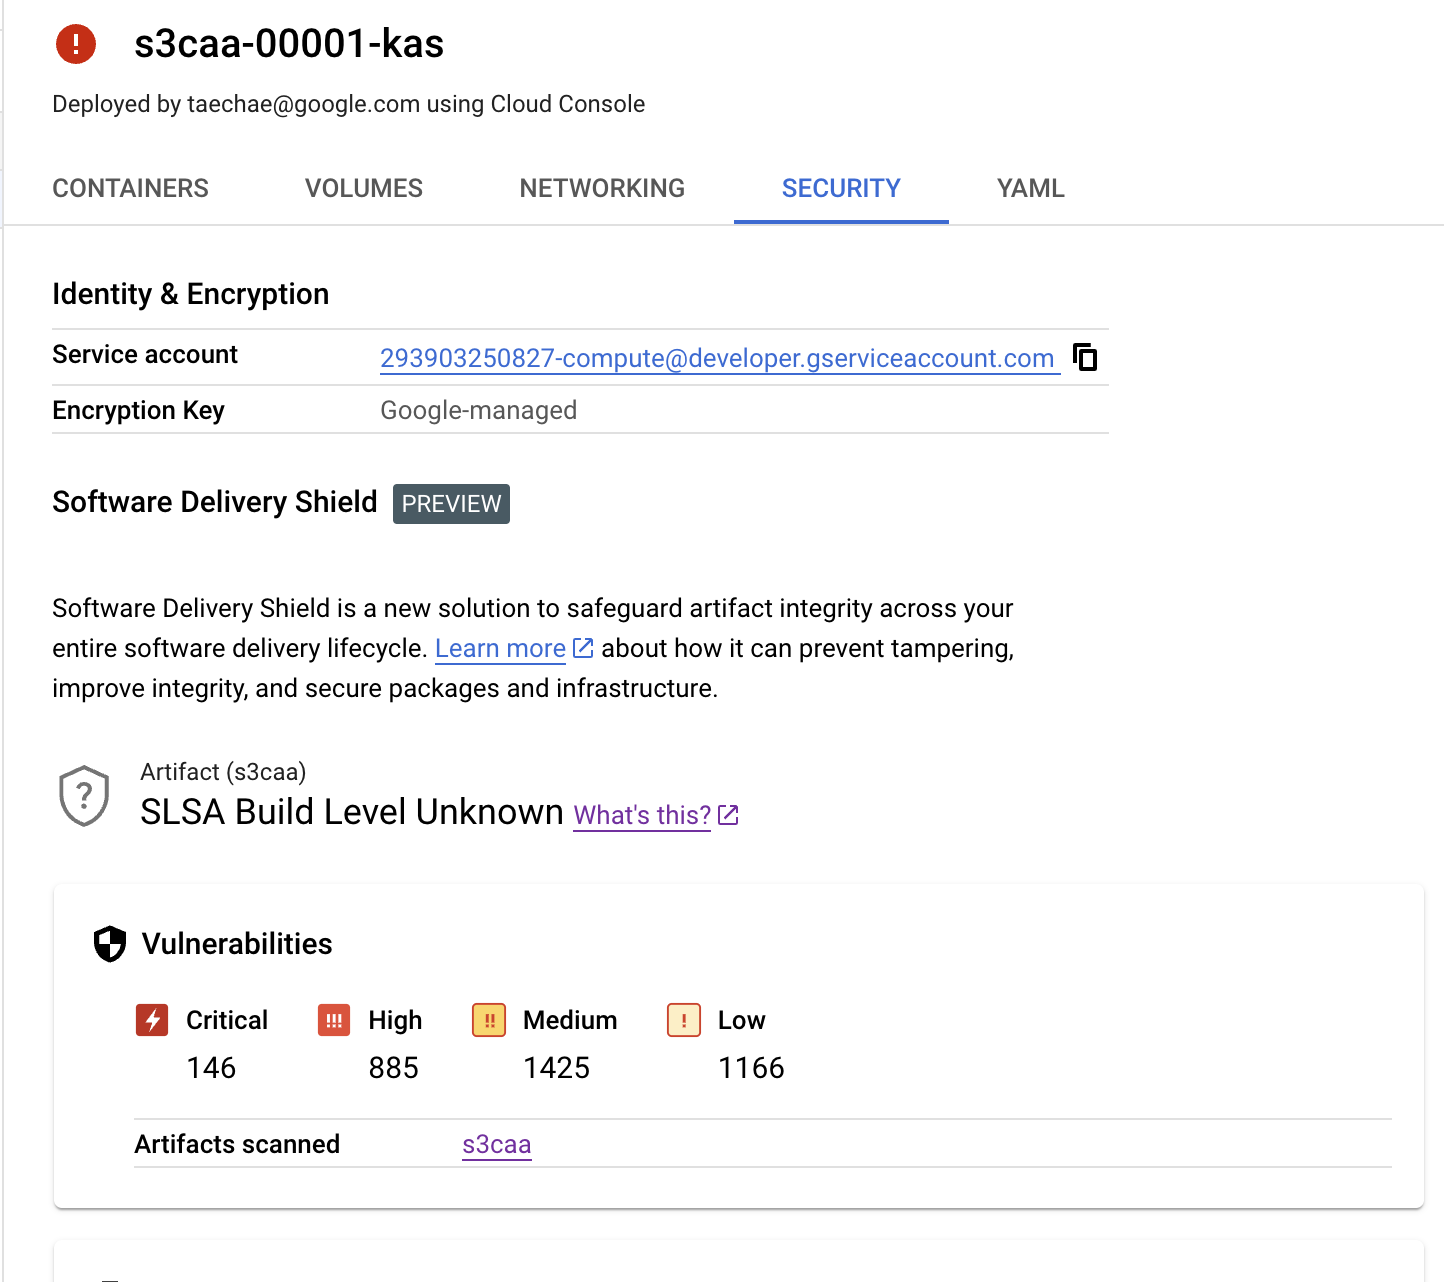 s3caa-00001-kas
Deployed by taechae@google.com using Cloud Console
CONTAINERS VOLUMES NETWORKING SECURITY YAML
Identity & Encryption
Service account 293903250827-compute@developer.gserviceaccount.com
Encryption Key Google-managed
Software Delivery Shield PREVIEW
Software Delivery Shield is a new solution to safeguard artifact integrity across your
entire software delivery lifecycle. Learn more about how it can prevent tampering,
improve integrity, and secure packages and infrastructure.
Artifact (s3caa)
SLSA Build Level Unknown What's this?
Vulnerabilities
Critical High Medium Low
146 885 1425 1166
Artifacts scanned s3caa